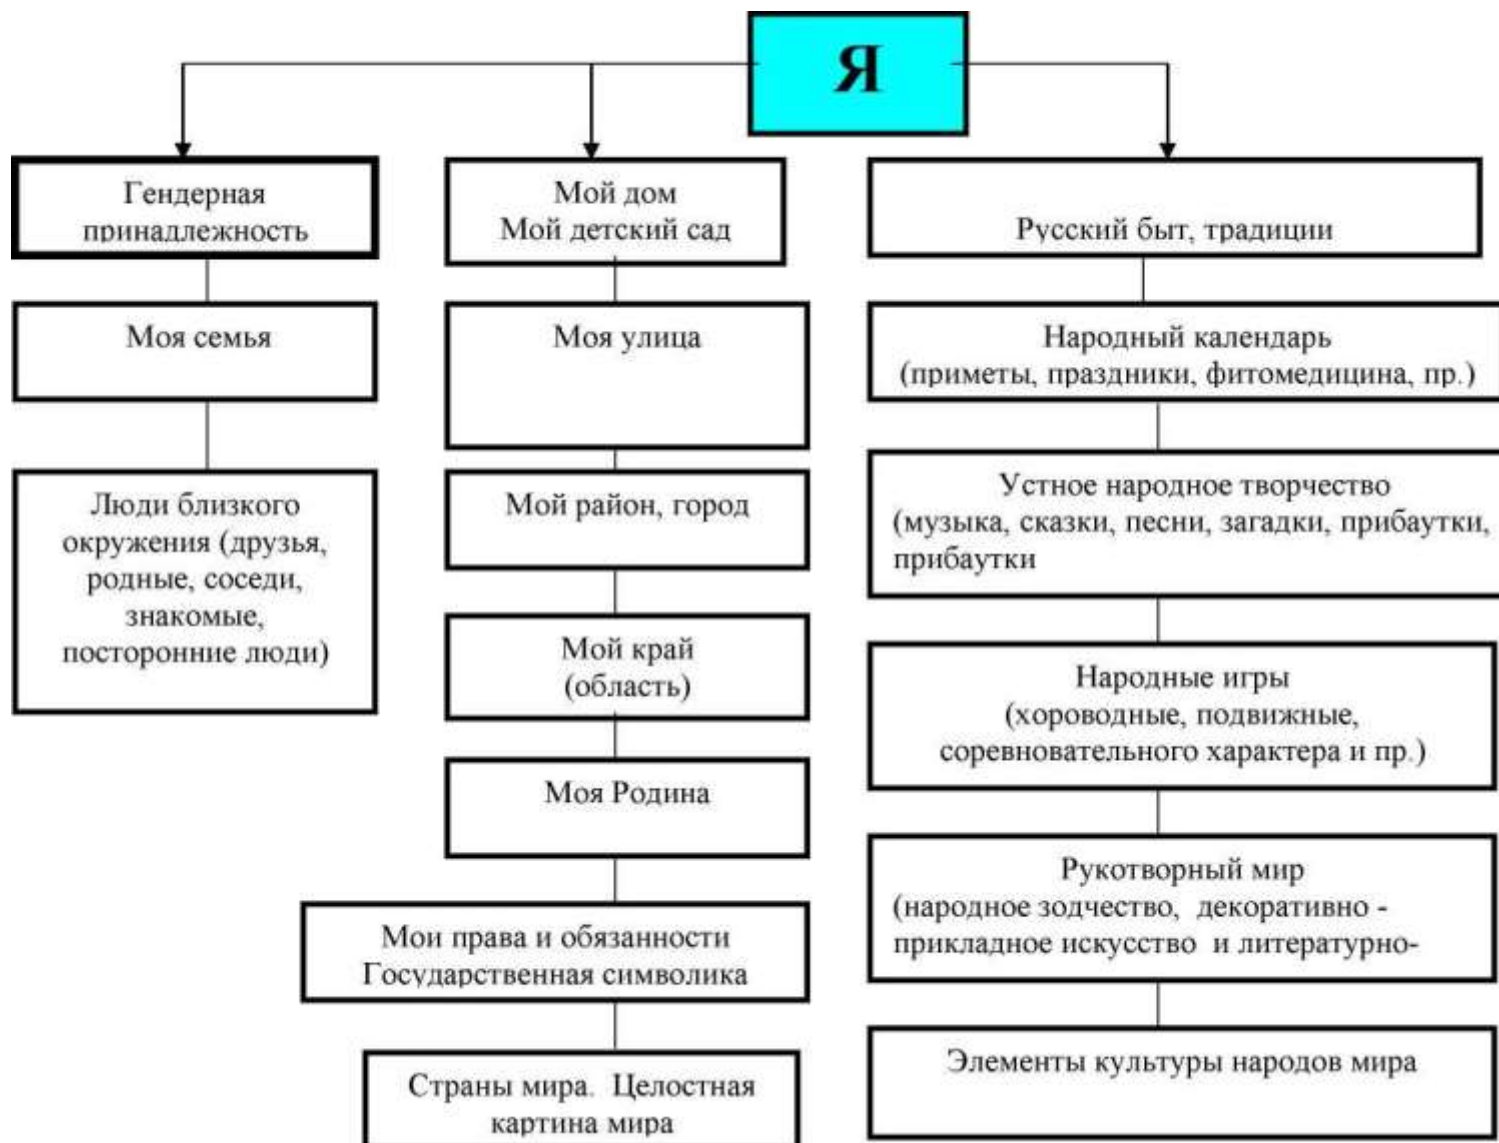 Я
Гендерная
принадлежность
Моя семья
Люди близкого
окружения (друзья,
родные, соседи,
знакомые,
посторонние люди)
Мой дом
Мой детский сад
Моя улица
Мой район, город
Мой край
(область)
Моя Родина
Мои права и обязанности
Государственная символика
Страны мира. Целостная
картина мира
Русский быт, традиции
Народный календарь
(приметы, праздники, фитомедицина, пр.)
Устное народное творчество
(музыка, сказки, песни, загадки, прибаутки,
прибаутки
Народные игры
(хороводные, подвижные,
соревновательного характера и пр.)
Рукотворный мир
(народное зодчество, декоративно -
прикладное искусство и литературно-
Элементы культуры народов мира